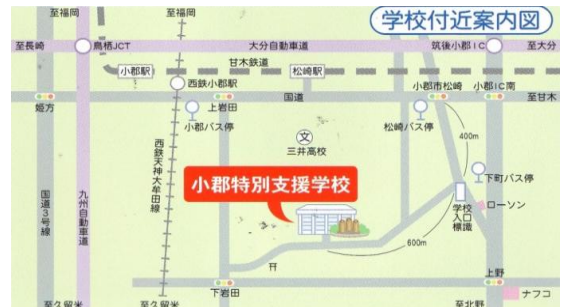 至福岡
至福岡
学校付近案内図
至長崎
鳥栖JCT
大分自動車道
筑後小郡IC
至大分
甘木鉄道
小郡駅
松崎駅
西鉄小郡駅
小郡市松崎
小郡IC南
国道
姫方
上岩田
至甘木
小郡バス停
松崎バス停
400m
文
三井高校
西鉄天神大牟田線
小郡特別支援学校
下町バス停
国道3号線
九州自動車道
学校入口標識
ローソン
600m
上野
下岩田
ナフコ
至久留米
至久留米
至北野